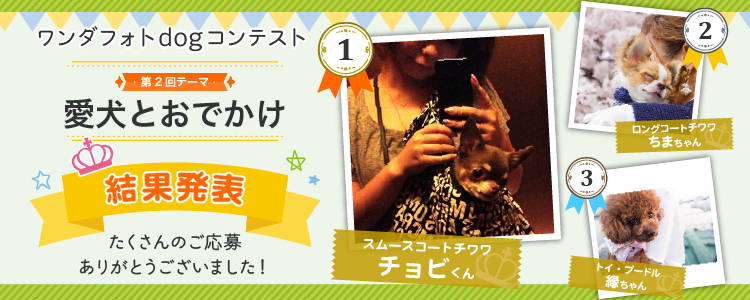 ワンダフォトdogコンテスト
・第2回テーマ・
愛犬とおでかけ
結果発表
たくさんのご応募
ありがとうございました!
1
スムースコートチワワ
チョビくん
2
ロングコートチワワ
ちまちゃん
3
トイ・プードル
縁ちゃん